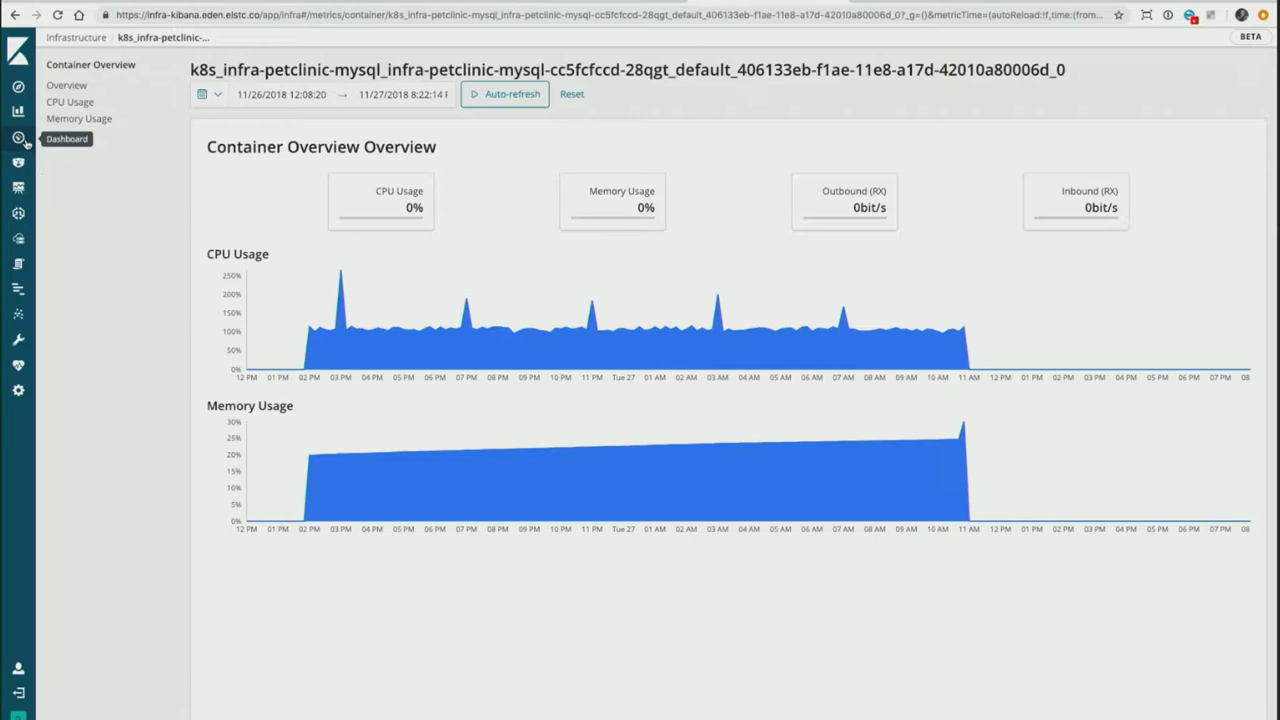 https://infra-kibana.eden.elstc.co/app/infra#/metrics/container/k8s_infra-petclinic-mysql_infra-petclinic-mysql-cc5fcfccd-28qgt_default_406133eb-f1ae-11e8-a17d-42010a80006d_0?_g=()&metricTime=(autoReload:!f,time:(from...
Infrastructure k8s_infra-petclinic-... BETA
Container Overview
Overview
CPU Usage
Memory Usage
Dashboard
k8s_infra-petclinic-mysql_infra-petclinic-mysql-cc5fcfccd-28qgt_default_406133eb-f1ae-11e8-a17d-42010a80006d_0
11/26/2018 12:08:20 → 11/27/2018 8:22:14 Auto-refresh Reset
Container Overview Overview
CPU Usage Memory Usage Outbound (RX) Inbound (RX)
0% 0% 0bit/s 0bit/s
CPU Usage
250%
200%
150%
100%
50%
0%
12 PM 01 PM 02 PM 03 PM 04 PM 05 PM 06 PM 07 PM 08 PM 09 PM 10 PM 11 PM Tue 27 01 AM 02 AM 03 AM 04 AM 05 AM 06 AM 07 AM 08 AM 09 AM 10 AM 11 AM 12 PM 01 PM 02 PM 03 PM 04 PM 05 PM 06 PM 07 PM 08
Memory Usage
30%
25%
20%
15%
10%
5%
0%
12 PM 01 PM 02 PM 03 PM 04 PM 05 PM 06 PM 07 PM 08 PM 09 PM 10 PM 11 PM Tue 27 01 AM 02 AM 03 AM 04 AM 05 AM 06 AM 07 AM 08 AM 09 AM 10 AM 11 AM 12 PM 01 PM 02 PM 03 PM 04 PM 05 PM 06 PM 07 PM 08